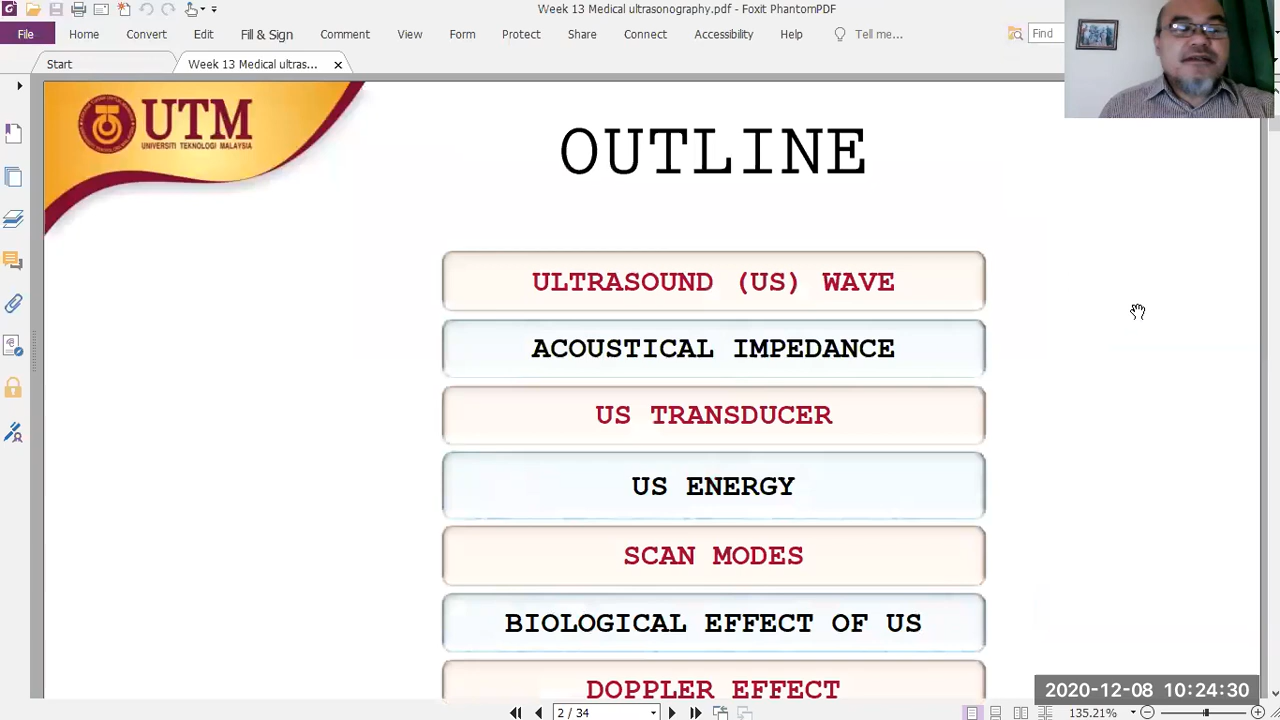 Week 13 Medical ultrasonography.pdf - Foxit PhantomPDF
File Home Convert Edit Fill & Sign Comment View Form Protect Share Connect Accessibility Help Tell me... Find
Start Week 13 Medical ultras...
UTM
UNIVERSITI TEKNOLOGI MALAYSIA
OUTLINE
ULTRASOUND (US) WAVE
ACOUSTICAL IMPEDANCE
US TRANSDUCER
US ENERGY
SCAN MODES
BIOLOGICAL EFFECT OF US
DOPPLER EFFECT
2020-12-08 10:24:30
2 / 34 135.21%